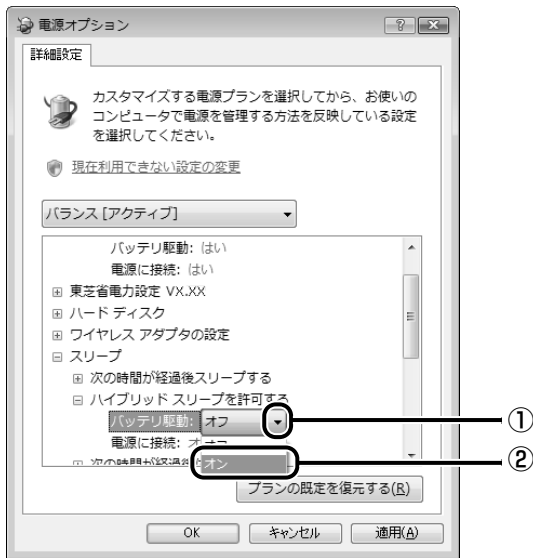 電源オプション
詳細設定
カスタマイズする電源プランを選択してから、お使いの
コンピュータで電源を管理する方法を反映している設定
を選択してください。
現在利用できない設定の変更
バランス [アクティブ]
バッテリ駆動: はい
電源に接続: はい
東芝省電力設定 VX.XX
ハード ディスク
ワイヤレス アダプタの設定
スリープ
次の時間が経過後スリープする
ハイブリッド スリープを許可する
バッテリ駆動: オフ
①
電源に接続:
次の時間が経過後
オン
②
プランの既定を復元する(R)
OK キャンセル 適用(A)